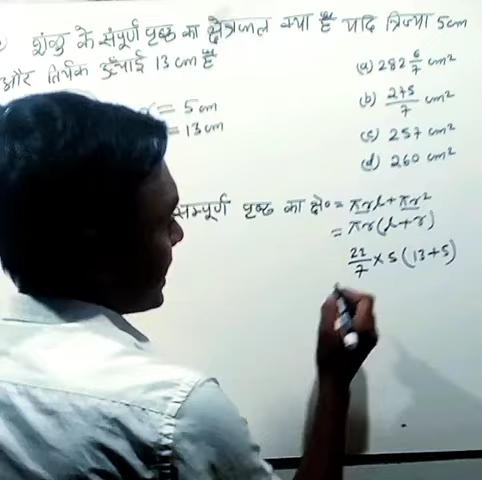 शंकु के संपूर्ण पृष्ठ का क्षेत्रफल क्या है यदि त्रिज्या 5cm
और तिर्यक ऊँचाई 13 cm है
(a) 282 6/7 cm²
(b) 275/7 cm²
(c) 257 cm²
(d) 260 cm²
= 5 cm
= 13 cm
सम्पूर्ण पृष्ठ का क्षे० = πrl + πr²
= πr(l+r)
22/7 × 5 (13+5)